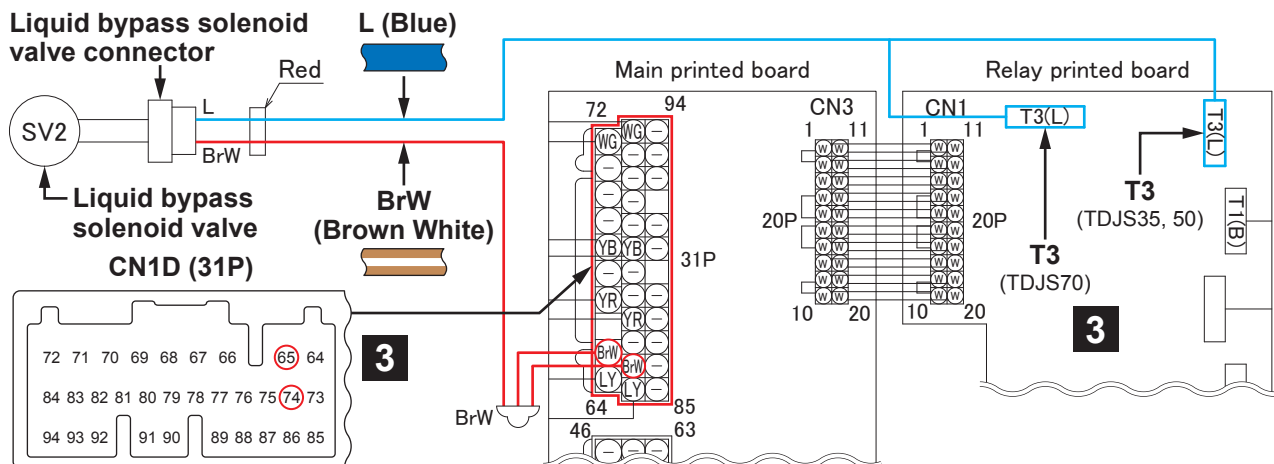 Liquid bypass solenoid
valve connector
L (Blue)
Red
SV2
L
BrW
Liquid bypass
solenoid valve
BrW
(Brown White)
CN1D (31P)
72 71 70 69 68 67 66 65 64
84 83 82 81 80 79 78 77 76 75 74 73
94 93 92 91 90 89 88 87 86 85
3
BrW
Main printed board
72 94
WG WG −
− − −
− − −
− − −
YB YB −
− −
YR − −
YR −
BrW −
BrW −
LY LY −
31P
64 85
46 63
− − −
CN3
1 11
W W
W W
W W
W W
W W
W W
W W
W W
W W
W W
20P
10 20
Relay printed board
CN1
1 11
W W
W W
W W
W W
W W
W W
W W
W W
W W
W W
20P
10 20
T3(L)
T3
(TDJS70)
T3(L)
T3
(TDJS35, 50)
T1(B)
3